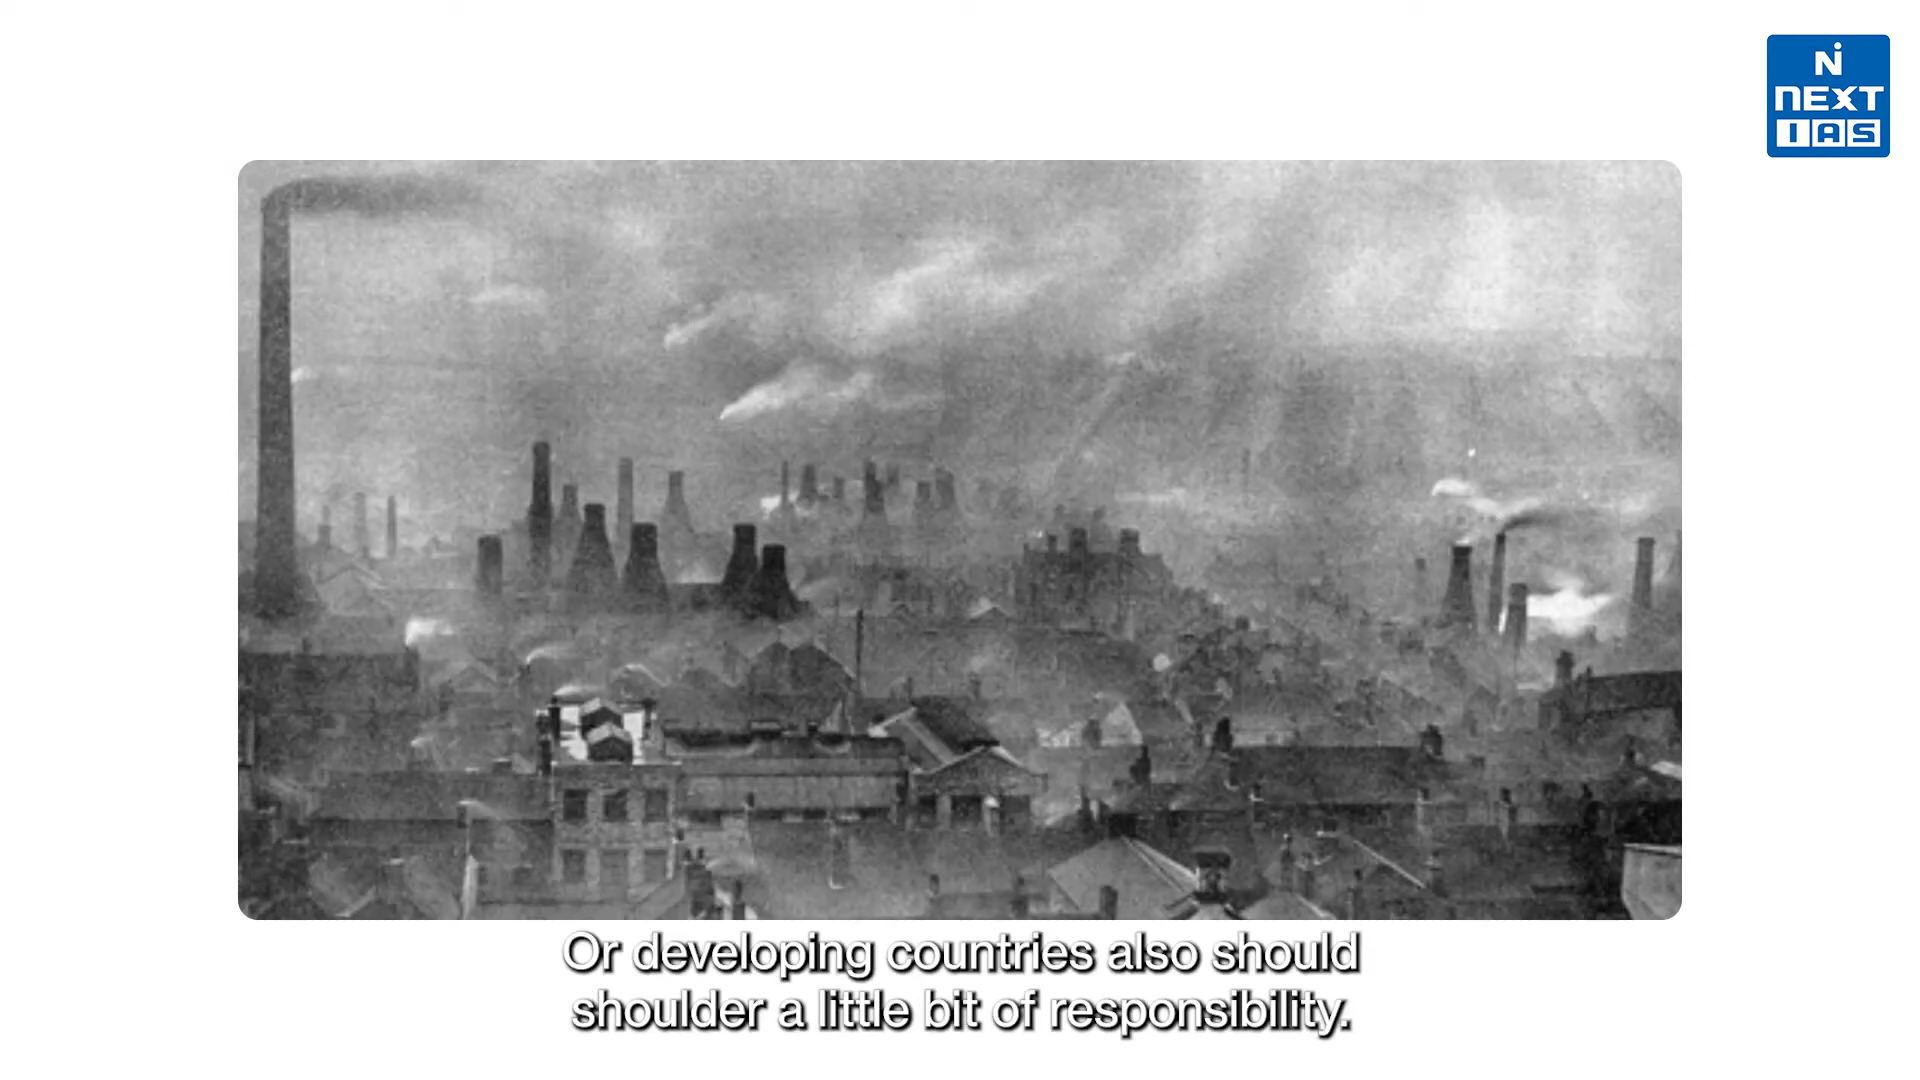 N
NEXT
IAS
Or developing countries also should
shoulder a little bit of responsibility.